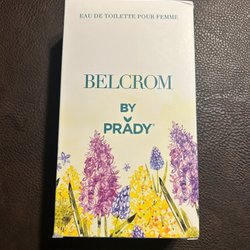 EAU DE TOILETTE POUR FEMME
BELCROM
BY
PRADY